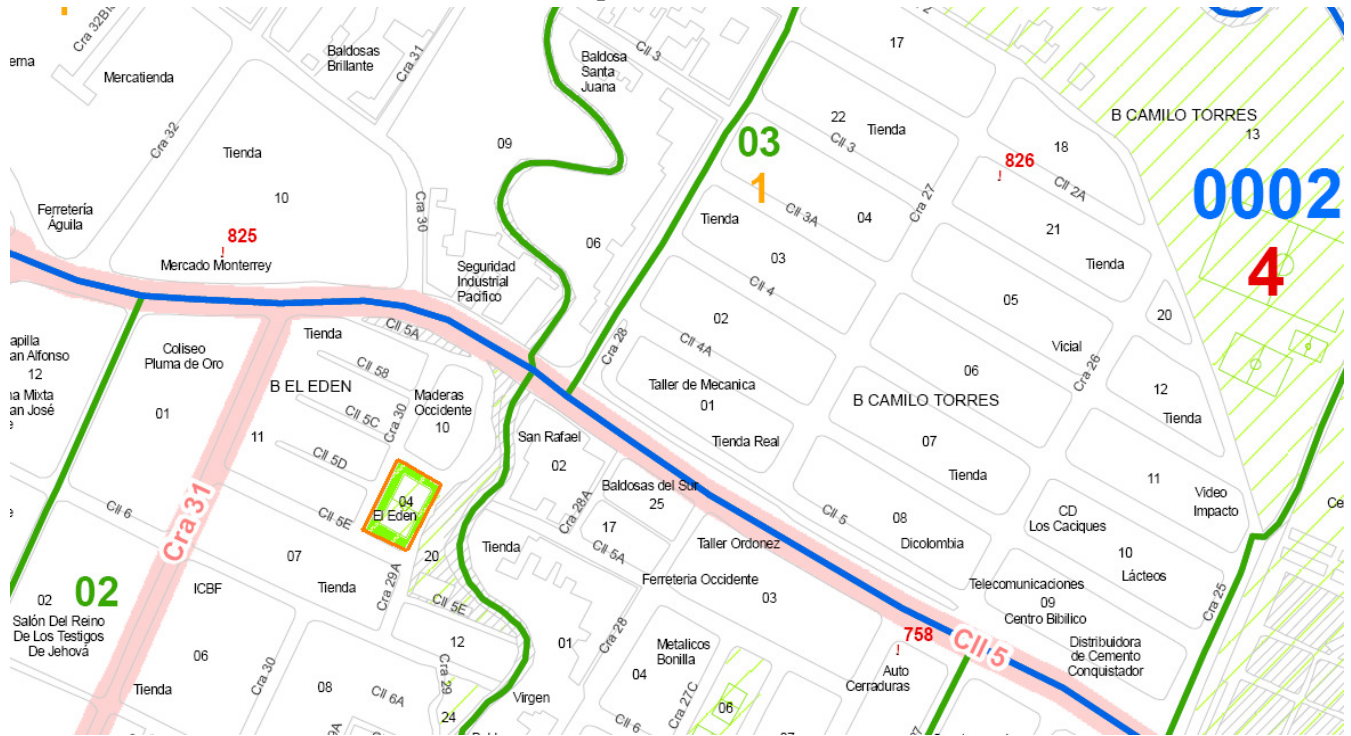 Cra 31
Baldosas
Brillante
Mercatienda
Cra 32
Tienda
10
Ferretería
Águila
825
Mercado Monterrey
Cra 30
09
Seguridad
Industrial
Pacifico
Cll 3
Baldosa
Santa
Juana
06
03
1
17
22
Tienda
Cll 3
Cll 3A
04
Cra 27
Tienda
03
Cll 4
02
Cll 4A
Cra 28
826
18
Cll 2A
21
Tienda
05
20
B CAMILO TORRES
13
0002
4
Vicial
Cra 26
06
12
Tienda
Taller de Mecanica
01
Tienda Real
B CAMILO TORRES
07
Tienda
11
Video
Impacto
CD
Los Caciques
10
Lácteos
08
Dicolombia
Cll 5
Telecomunicaciones
09
Centro Bibilico
Distribuidora
de Cemento
Conquistador
Cra 25
12
02
02
Salón Del Reino
De Los Testigos
De Jehová
Coliseo
Pluma de Oro
01
Cll 6
Cra 31
Tienda
Cll 5A
Cll 58
B EL EDEN
Cll 5C
Cra 30
Maderas
Occidente
10
11
Cll 5D
Cll 5E
04
El Eden
07
Tienda
Cra 29A
20
Cll 5E
ICBF
06
Tienda
Cra 30
08
Cll 6A
12
Cra 29
24
San Rafael
02
Cra 28A
Baldosas del Sur
25
17
Cll 5A
Taller Ordonez
Tienda
Ferreteria Occidente
03
01
Cra 28
Virgen
Metalicos
Bonilla
04
Cra 27C
Cll 6
06
758
Auto
Cerraduras
Cll 5